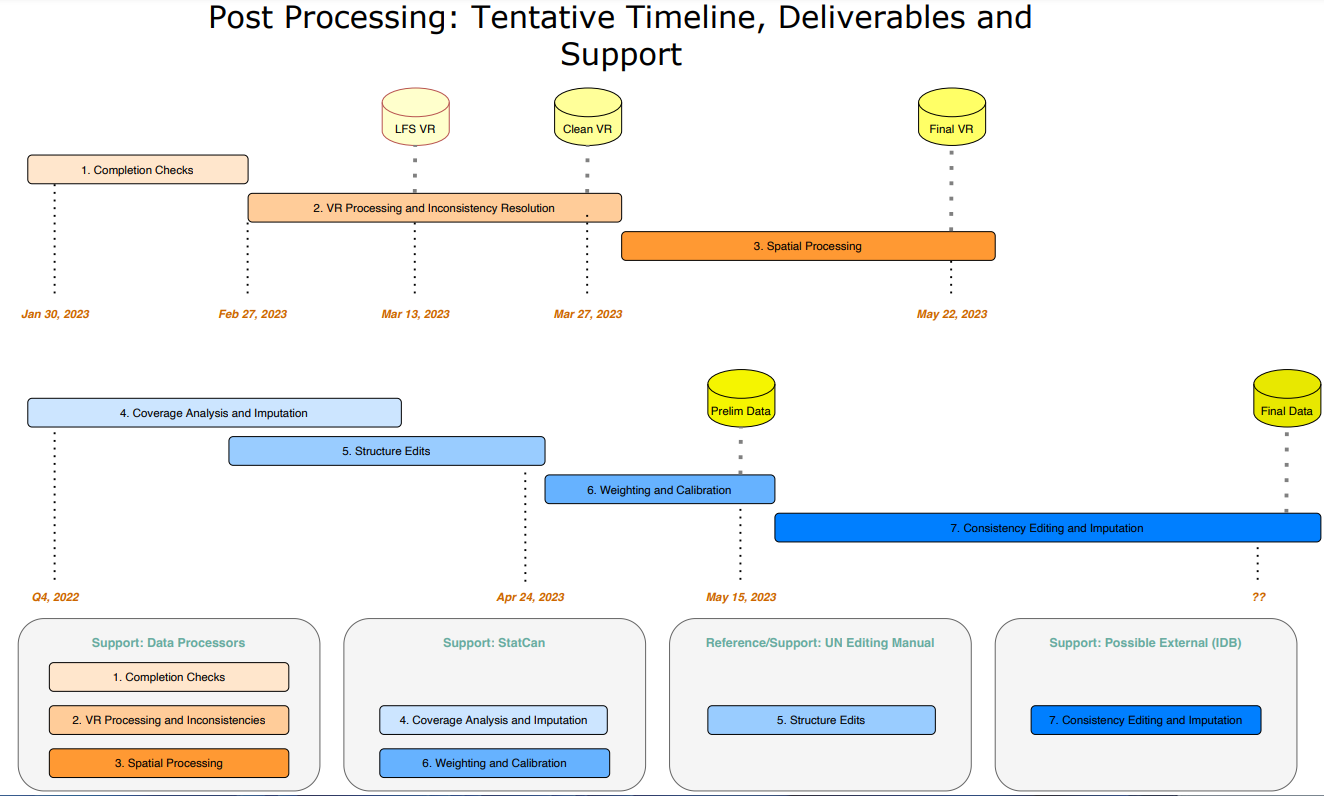 Post Processing: Tentative Timeline, Deliverables and
Support
LFS VR
Clean VR
Final VR
1. Completion Checks
2. VR Processing and Inconsistency Resolution
3. Spatial Processing
Jan 30, 2023
Feb 27, 2023
Mar 13, 2023
Mar 27, 2023
May 22, 2023
Prelim Data
Final Data
4. Coverage Analysis and Imputation
5. Structure Edits
6. Weighting and Calibration
7. Consistency Editing and Imputation
Q4, 2022
Apr 24, 2023
May 15, 2023
??
Support: Data Processors
1. Completion Checks
2. VR Processing and Inconsistencies
3. Spatial Processing
Support: StatCan
4. Coverage Analysis and Imputation
6. Weighting and Calibration
Reference/Support: UN Editing Manual
5. Structure Edits
Support: Possible External (IDB)
7. Consistency Editing and Imputation